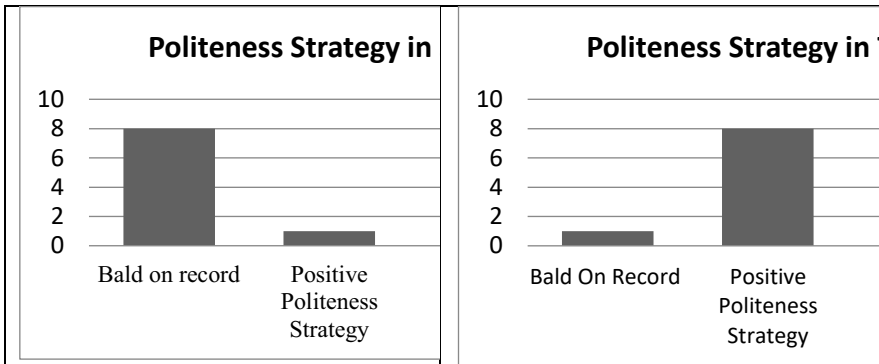 Politeness Strategy in
10
8
6
4
2
0
Bald on record
Positive
Politeness
Strategy
Politeness Strategy in
10
8
6
4
2
0
Bald On Record
Positive
Politeness
Strategy